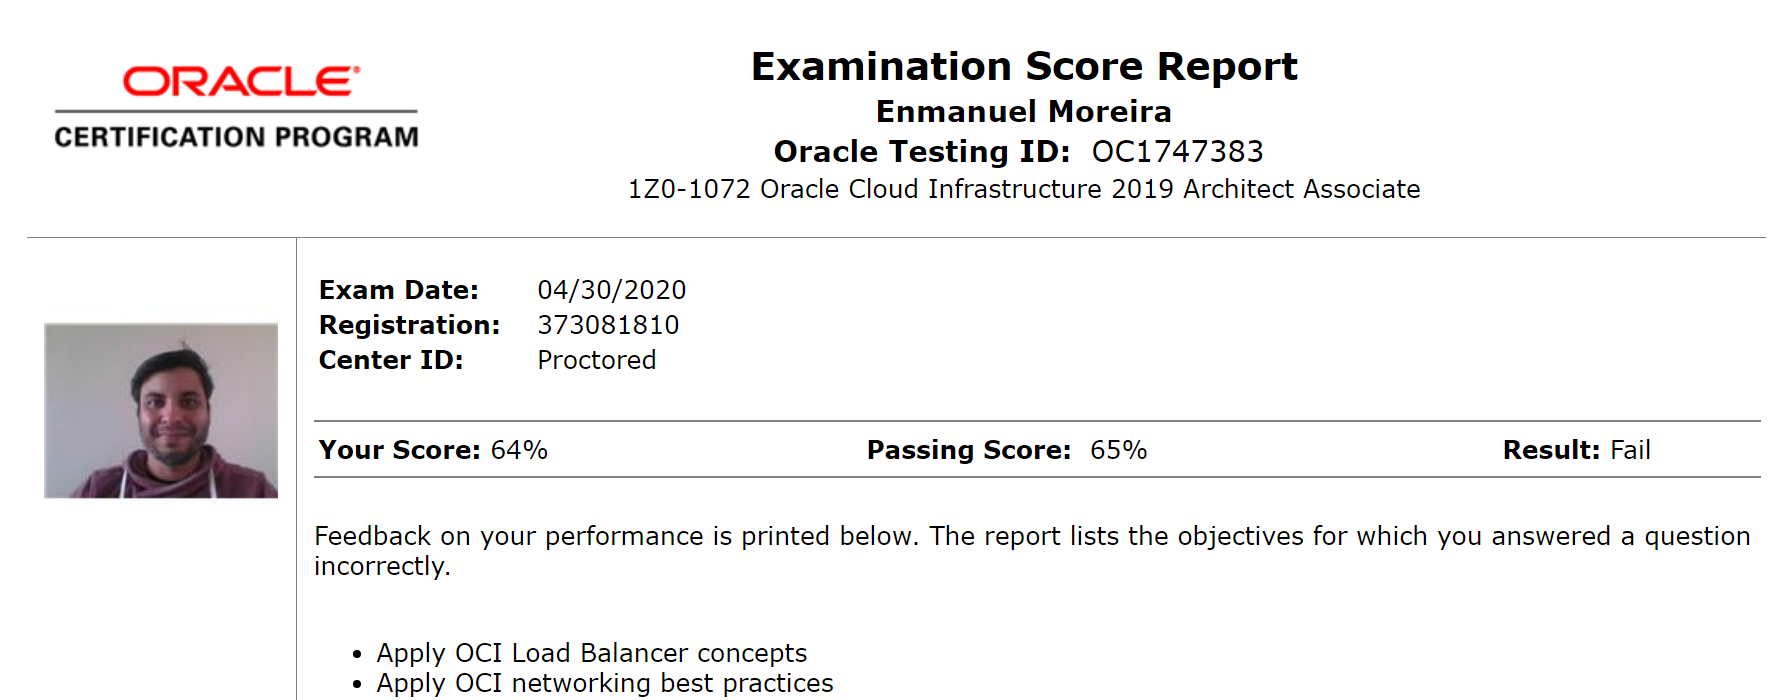 ORACLE®
CERTIFICATION PROGRAM
Examination Score Report
Enmanuel Moreira
Oracle Testing ID: OC1747383
1Z0-1072 Oracle Cloud Infrastructure 2019 Architect Associate
Exam Date: 04/30/2020
Registration: 373081810
Center ID: Proctored
Your Score: 64% Passing Score: 65% Result: Fail
Feedback on your performance is printed below. The report lists the objectives for which you answered a question
incorrectly.
• Apply OCI Load Balancer concepts
• Apply OCI networking best practices